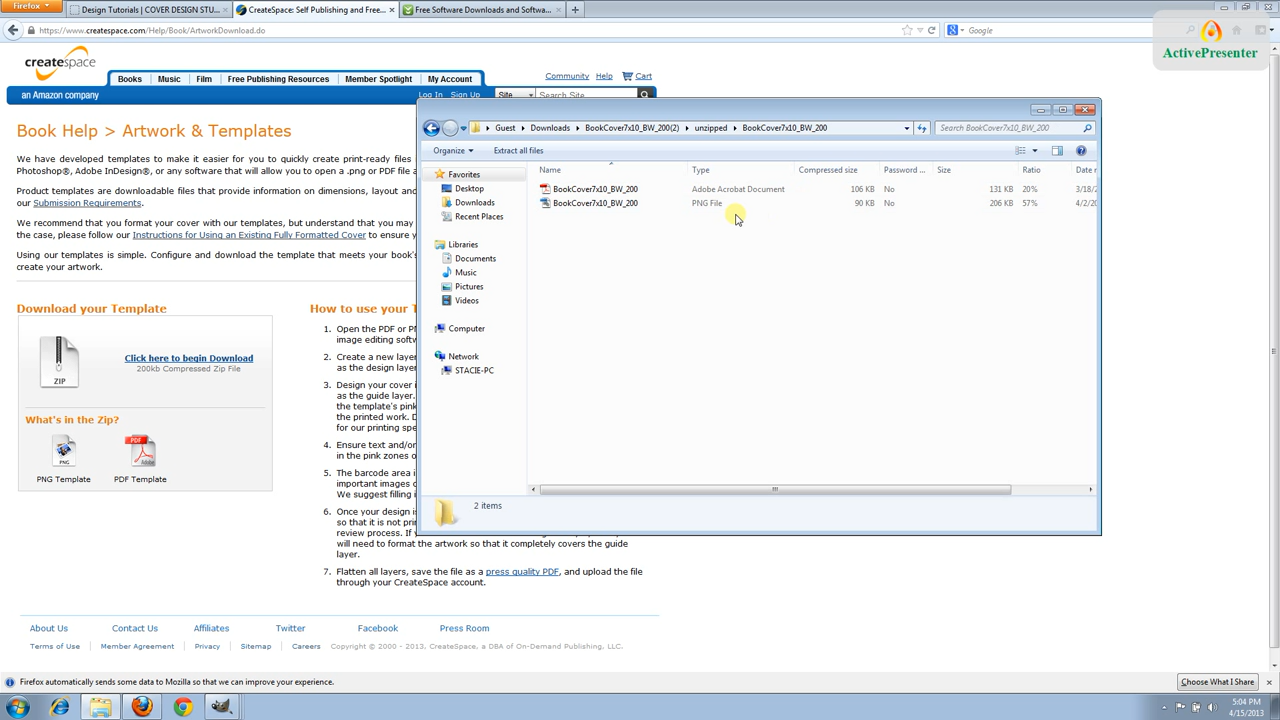 Firefox
Design Tutorials | COVER DESIGN STU...
CreateSpace: Self Publishing and Free...
Free Software Downloads and Softwa...
https://www.createspace.com/Help/Book/ArtworkDownload.do
Google
ActivePresenter
createspace
an Amazon company
Books
Music
Film
Free Publishing Resources
Member Spotlight
My Account
Community
Help
Cart
Log In
Sign Up
Site
Search Site
Book Help > Artwork & Templates
We have developed templates to make it easier for you to quickly create print-ready files
Photoshop®, Adobe InDesign®, or any software that will allow you to open a .png or PDF file a
Product templates are downloadable files that provide information on dimensions, layout and
our Submission Requirements.
We recommend that you format your cover with the template you download from our site. If
the case, please follow our Instructions for Using an Existing Fully Formatted Cover to ensure y
Using our templates is simple. Configure and download the template that meets your book's
create your artwork.
Download your Template
ZIP
Click here to begin Download
200kb Compressed Zip File
What's in the Zip?
PNG
PNG Template
PDF
Adobe
PDF Template
How to use your T
1. Open the PDF or PN
image editing softw
2. Create a new layer
as the design layer
3. Design your cover i
as the guide layer.
the template's pink
the printed work. D
for our printing spe
4. Ensure text and/or
in the pink zones o
5. The barcode area i
important images o
We suggest filling i
6. Once your design is
so that it is not prin
review process. If y
will need to format the artwork so that it completely covers the guide
layer.
7. Flatten all layers, save the file as a press quality PDF, and upload the file
through your CreateSpace account.
Guest
Downloads
BookCover7x10_BW_200(2)
unzipped
BookCover7x10_BW_200
Search BookCover7x10_BW_200
Organize
Extract all files
Favorites
Desktop
Downloads
Recent Places
Libraries
Documents
Music
Pictures
Videos
Computer
Network
STACIE-PC
Name
Type
Compressed size
Password ...
Size
Ratio
Date m
BookCover7x10_BW_200
Adobe Acrobat Document
106 KB
No
131 KB
20%
3/18/2
BookCover7x10_BW_200
PNG File
90 KB
No
206 KB
57%
4/2/20
2 items
About Us
Contact Us
Affiliates
Twitter
Facebook
Press Room
Terms of Use
Member Agreement
Privacy
Sitemap
Careers
Copyright © 2000 - 2013, CreateSpace, a DBA of On-Demand Publishing, LLC.
Firefox automatically sends some data to Mozilla so that we can improve your experience.
Choose What I Share
5:04 PM
4/15/2013